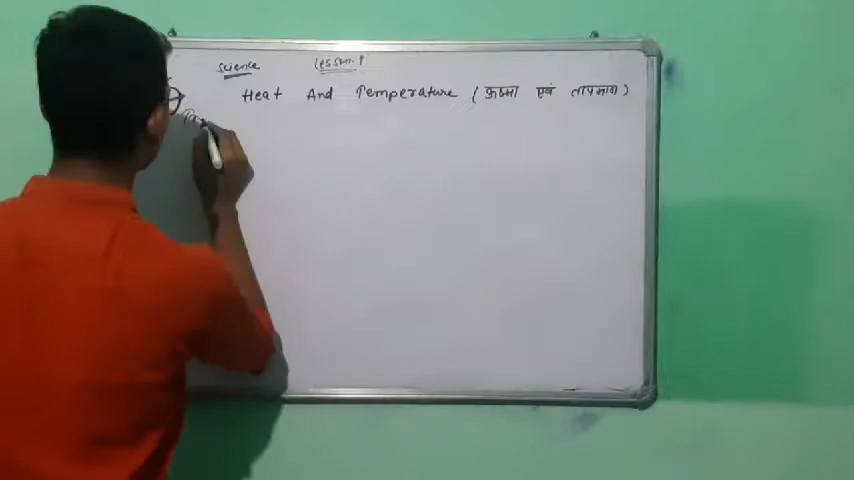 Science Lesson. 1
Heat And Temperature (ऊष्मा एवं तापमान)